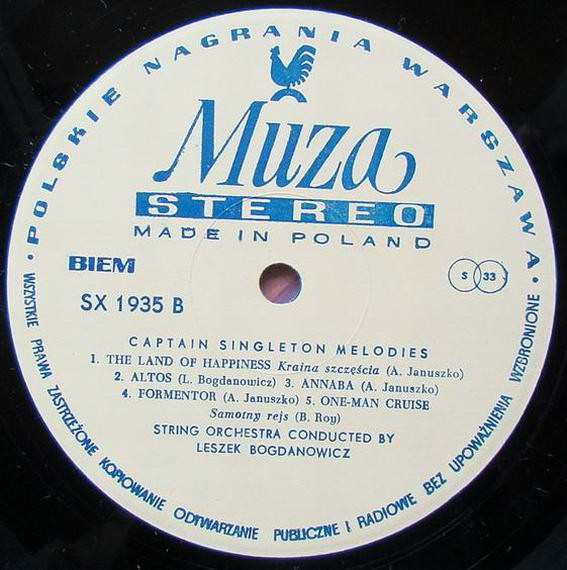 • POLSKIE NAGRANIA WARSZAWA •
Muza
STEREO
MADE IN POLAND
BIEM
S 33
SX 1935 B
CAPTAIN SINGLETON MELODIES
1. THE LAND OF HAPPINESS Kraina szczęścia (A. Januszko)
2. ALTOS (L. Bogdanowicz) 3. ANNABA (A. Januszko)
4. FORMENTOR (A. Januszko) 5. ONE-MAN CRUISE
Samotny rejs (B. Roy)
STRING ORCHESTRA CONDUCTED BY
LESZEK BOGDANOWICZ
WSZYSTKIE PRAWA ZASTRZEŻONE KOPIOWANIE ODTWARZANIE PUBLICZNE I RADIOWE BEZ UPOWAŻNIENIA WZBRONIONE